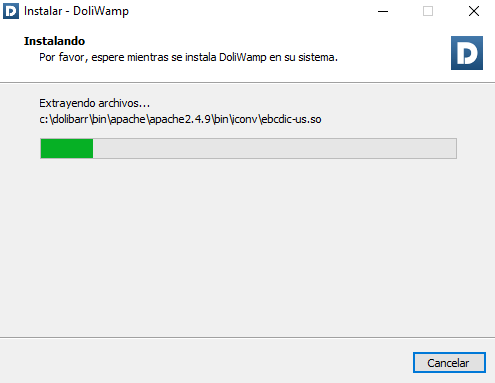 Instalar - DoliWamp
Instalando
Por favor, espere mientras se instala DoliWamp en su sistema.
D
Extrayendo archivos...
c:\dolibarr\bin\apache\apache2.4.9\bin\iconv\ebcdic-us.so
Cancelar